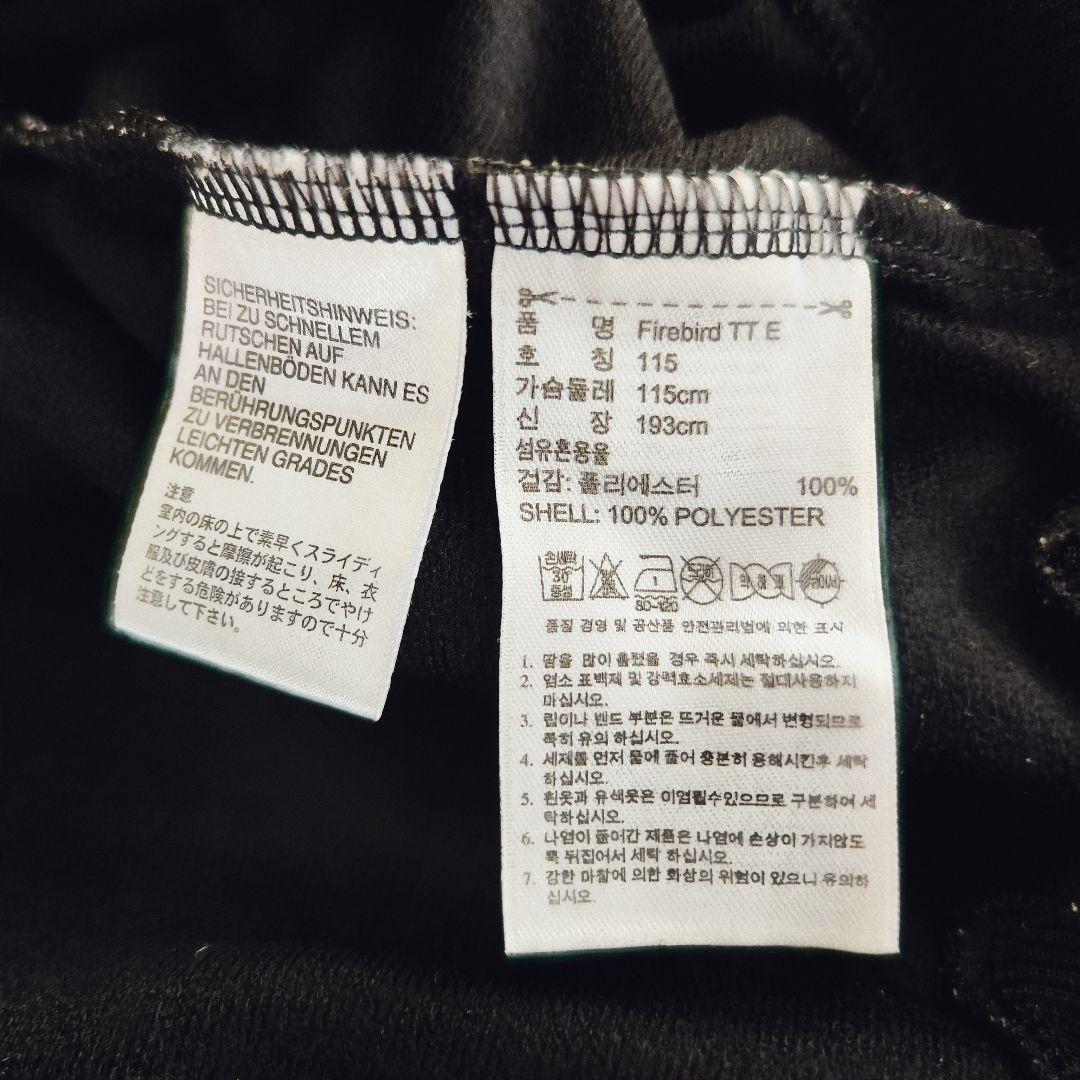 SICHERHEITSHINWEIS:
BEI ZU SCHNELLEM
RUTSCHEN AUF
HALLENBÖDEN KANN ES
AN DEN
BERÜHRUNGSPUNKTEN
ZU VERBRENNUNGEN
LEICHTEN GRADES
KOMMEN.
注意
室内の床の上で素早くスライディ
ングすると摩擦が起こり、床、衣
服及び皮膚の接するところでやけ
どをする危険がありますので十分
注意して下さい。
품 명 Firebird TT E
호 칭 115
가슴둘레 115cm
신 장 193cm
섬유혼용율
겉감: 폴리에스터 100%
SHELL: 100% POLYESTER
손세탁
30
중성
1
80-120
약하게
품질 경영 및 공산품 안전관리법에 의한 표시
1. 땀을 많이 흘렸을 경우 즉시 세탁하십시오.
2. 염소 표백제 및 강력효소세제는 절대사용하지
마십시오.
3. 립이나 밴드 부분은 뜨거운 물에서 변형되므로
특히 유의 하십시오.
4. 세제를 먼저 물에 풀어 충분히 용해시킨후 세탁
하십시오.
5. 흰옷과 유색옷은 이염될수있으므로 구분하여 세
탁하십시오.
6. 나염이 들어간 제품은 나염에 손상이 가지않도
록 뒤집어서 세탁 하십시오.
7. 강한 마찰에 의한 화상의 위험이 있으니 유의하
십시오.